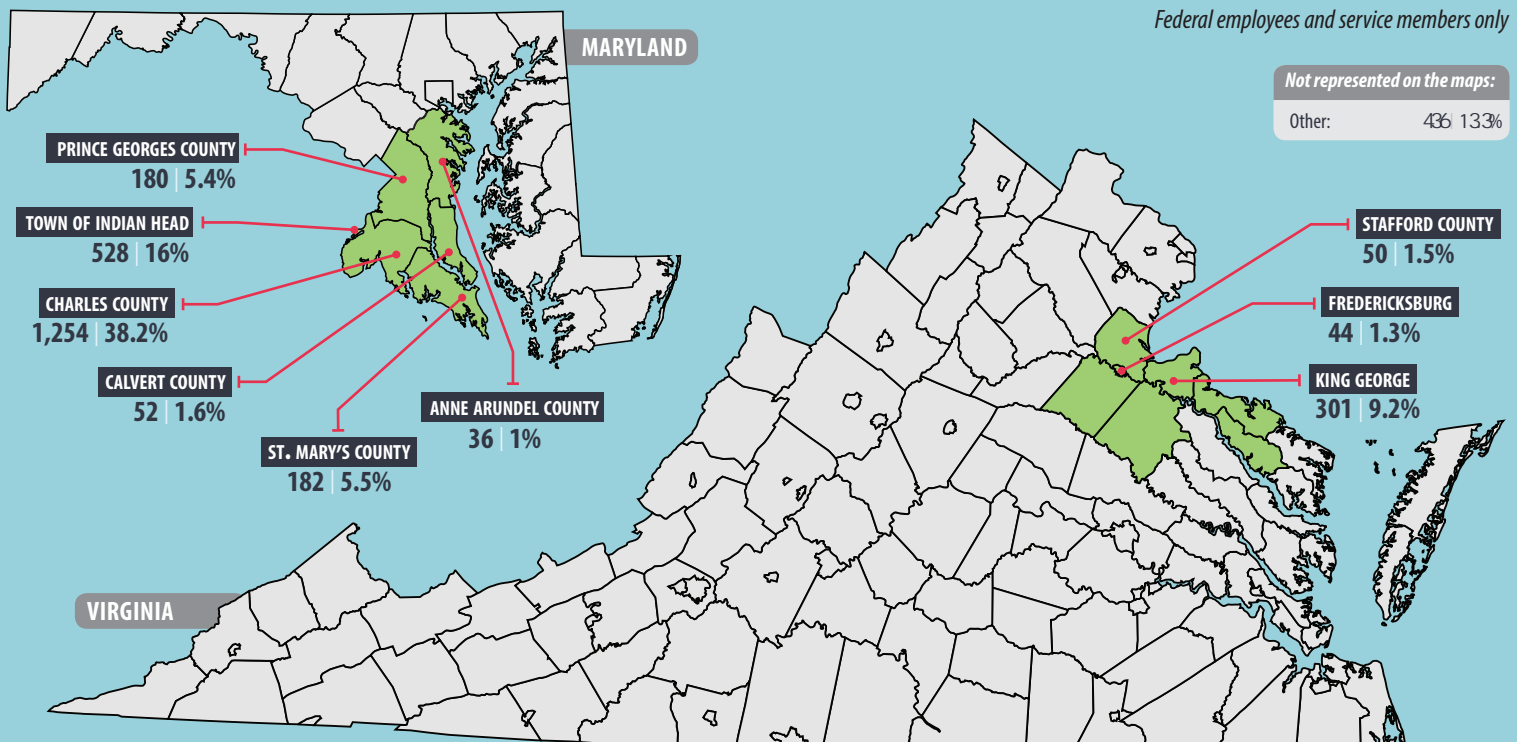 Federal employees and service members only
MARYLAND
Not represented on the maps:
Other: 436 | 13.3%
PRINCE GEORGES COUNTY
180 | 5.4%
TOWN OF INDIAN HEAD
528 | 16%
CHARLES COUNTY
1,254 | 38.2%
CALVERT COUNTY
52 | 1.6%
ST. MARY'S COUNTY
182 | 5.5%
ANNE ARUNDEL COUNTY
36 | 1%
STAFFORD COUNTY
50 | 1.5%
FREDERICKSBURG
44 | 1.3%
KING GEORGE
301 | 9.2%
VIRGINIA